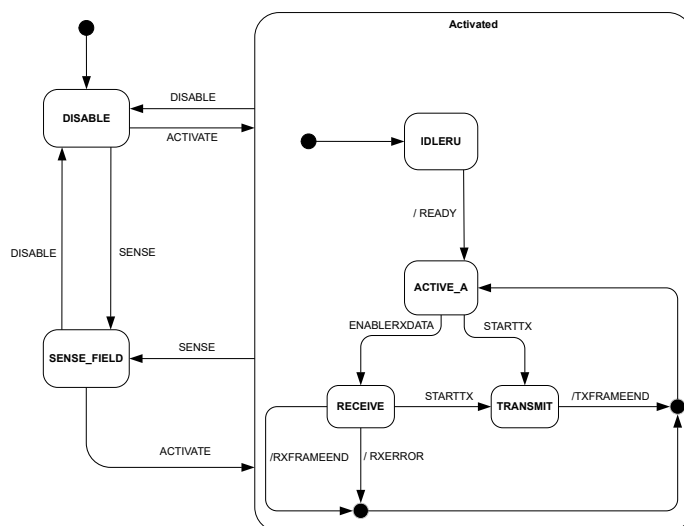 Activated
DISABLE
DISABLE
ACTIVATE
IDLERU
/ READY
DISABLE
SENSE
ACTIVE_A
ENABLERXDATA
STARTTX
SENSE_FIELD
SENSE
RECEIVE
STARTTX
TRANSMIT
/TXFRAMEEND
ACTIVATE
/RXFRAMEEND
/ RXERROR